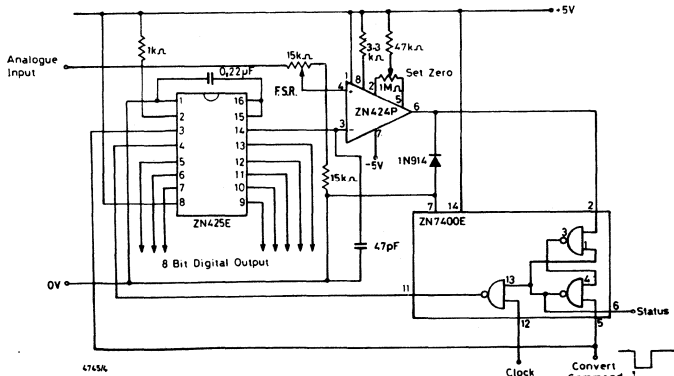 +5V
1kΩ
15kΩ
3·3
kΩ
47kΩ
Analogue
Input
0,22µF
F.S.R.
Set Zero
1MΩ
1
8
2
5
4
+
6
ZN424P
3
−
7
-5V
1
2
3
4
5
6
7
8
16
15
14
13
12
11
10
9
ZN425E
15kΩ
1N914
7
14
2
ZN7400E
3
1
47pF
8 Bit Digital Output
0V
11
13
4
6
Status
12
5
4745/4
Clock
Convert